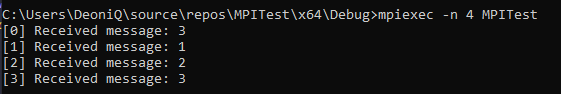 C:\Users\DeoniQ\source\repos\MPITest\x64\Debug>mpiexec -n 4 MPITest
[0] Received message: 3
[1] Received message: 1
[2] Received message: 2
[3] Received message: 3